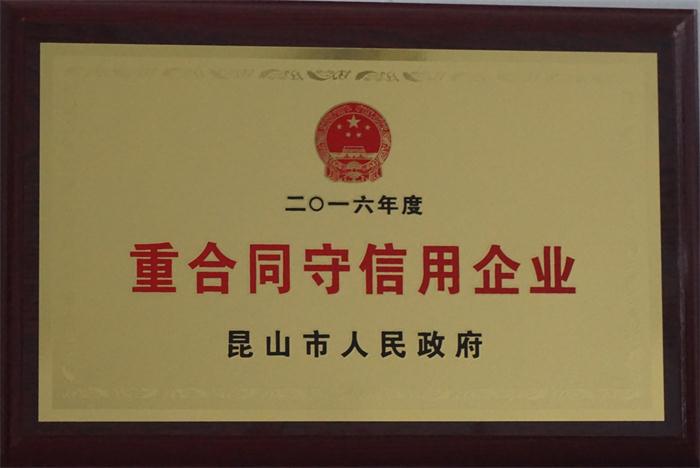 二○一六年度
重合同守信用企业
昆山市人民政府